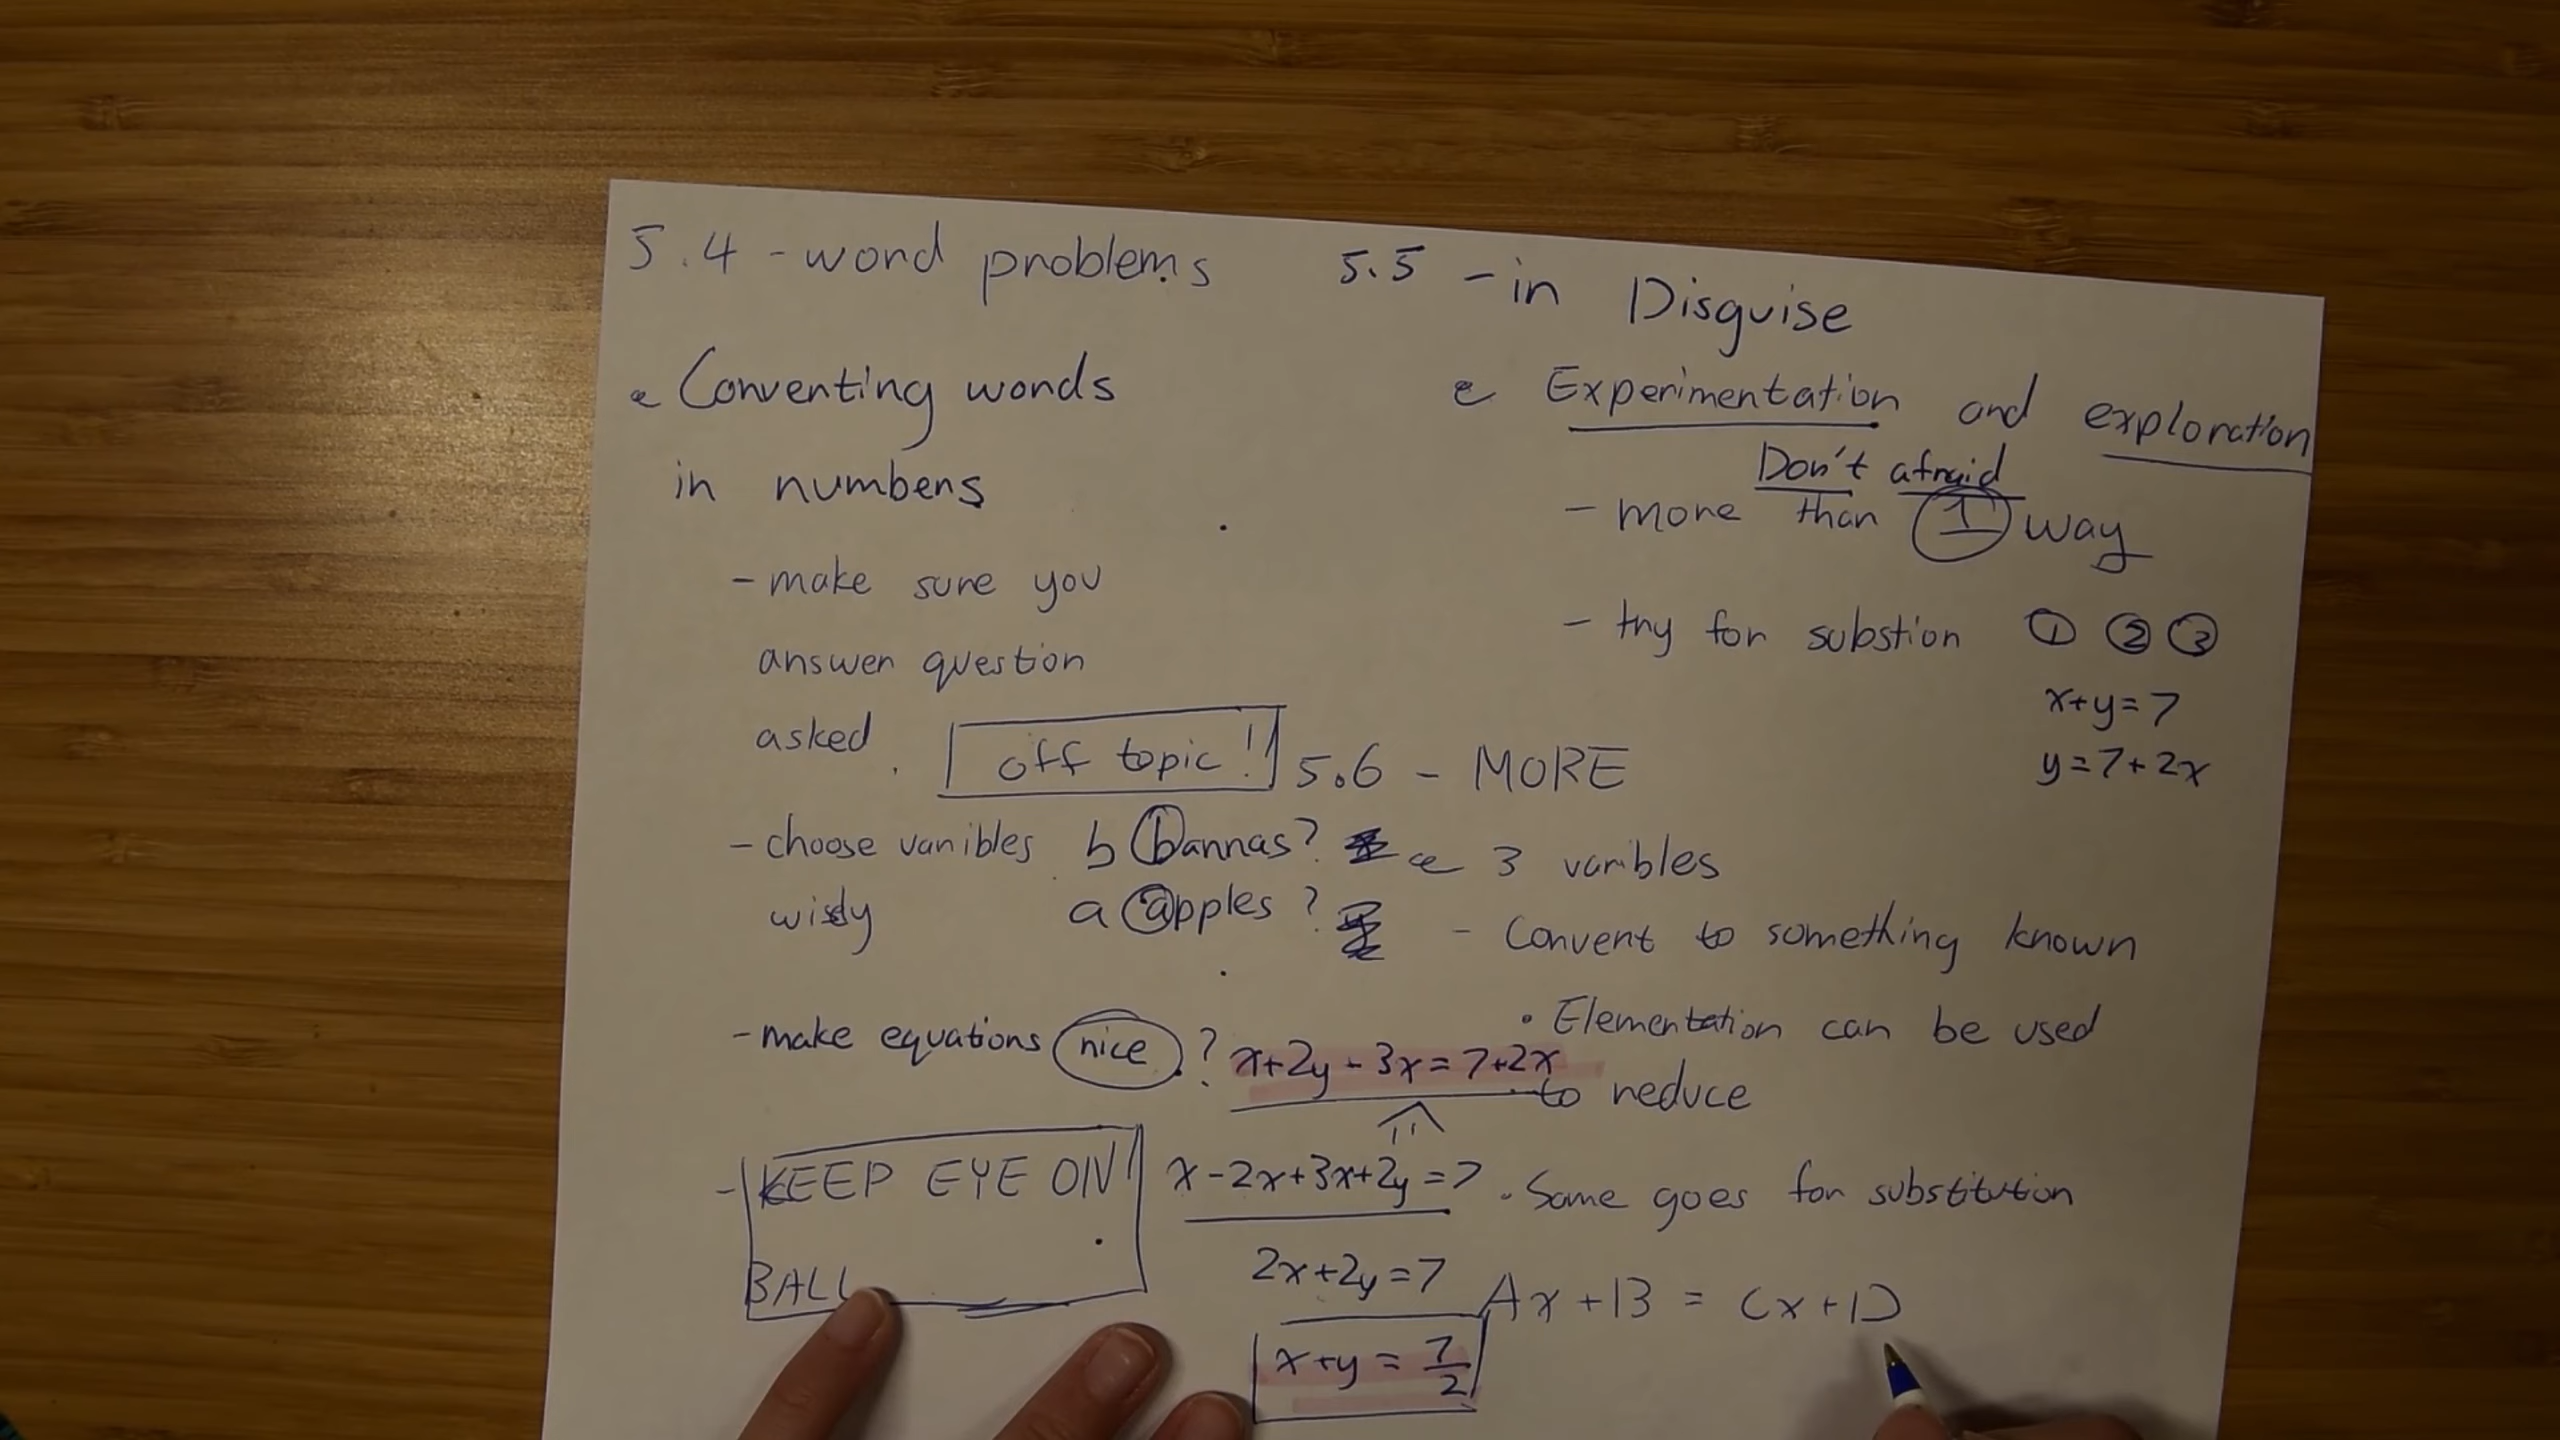 5.4 - word problems
Converting words
in numbers
- make sure you
answer question
asked
off topic!
- choose varibles b bannas?
wisely a apples?
- make equations nice? x+2y-3x=7+2x
x-2x+3x+2y=7
2x+2y=7
x+y=7/2
- KEEP EYE ON
BALL
5.5 - in Disguise
Experimentation and exploration
Don't afraid
- more than 1 way
- try for substion ① ② ③
x+y=7
y=7+2x
5.6 - MORE
3 varibles
- Convert to something known
• Elementation can be used
to reduce
• Same goes for substitution
Ax+B = Cx+D